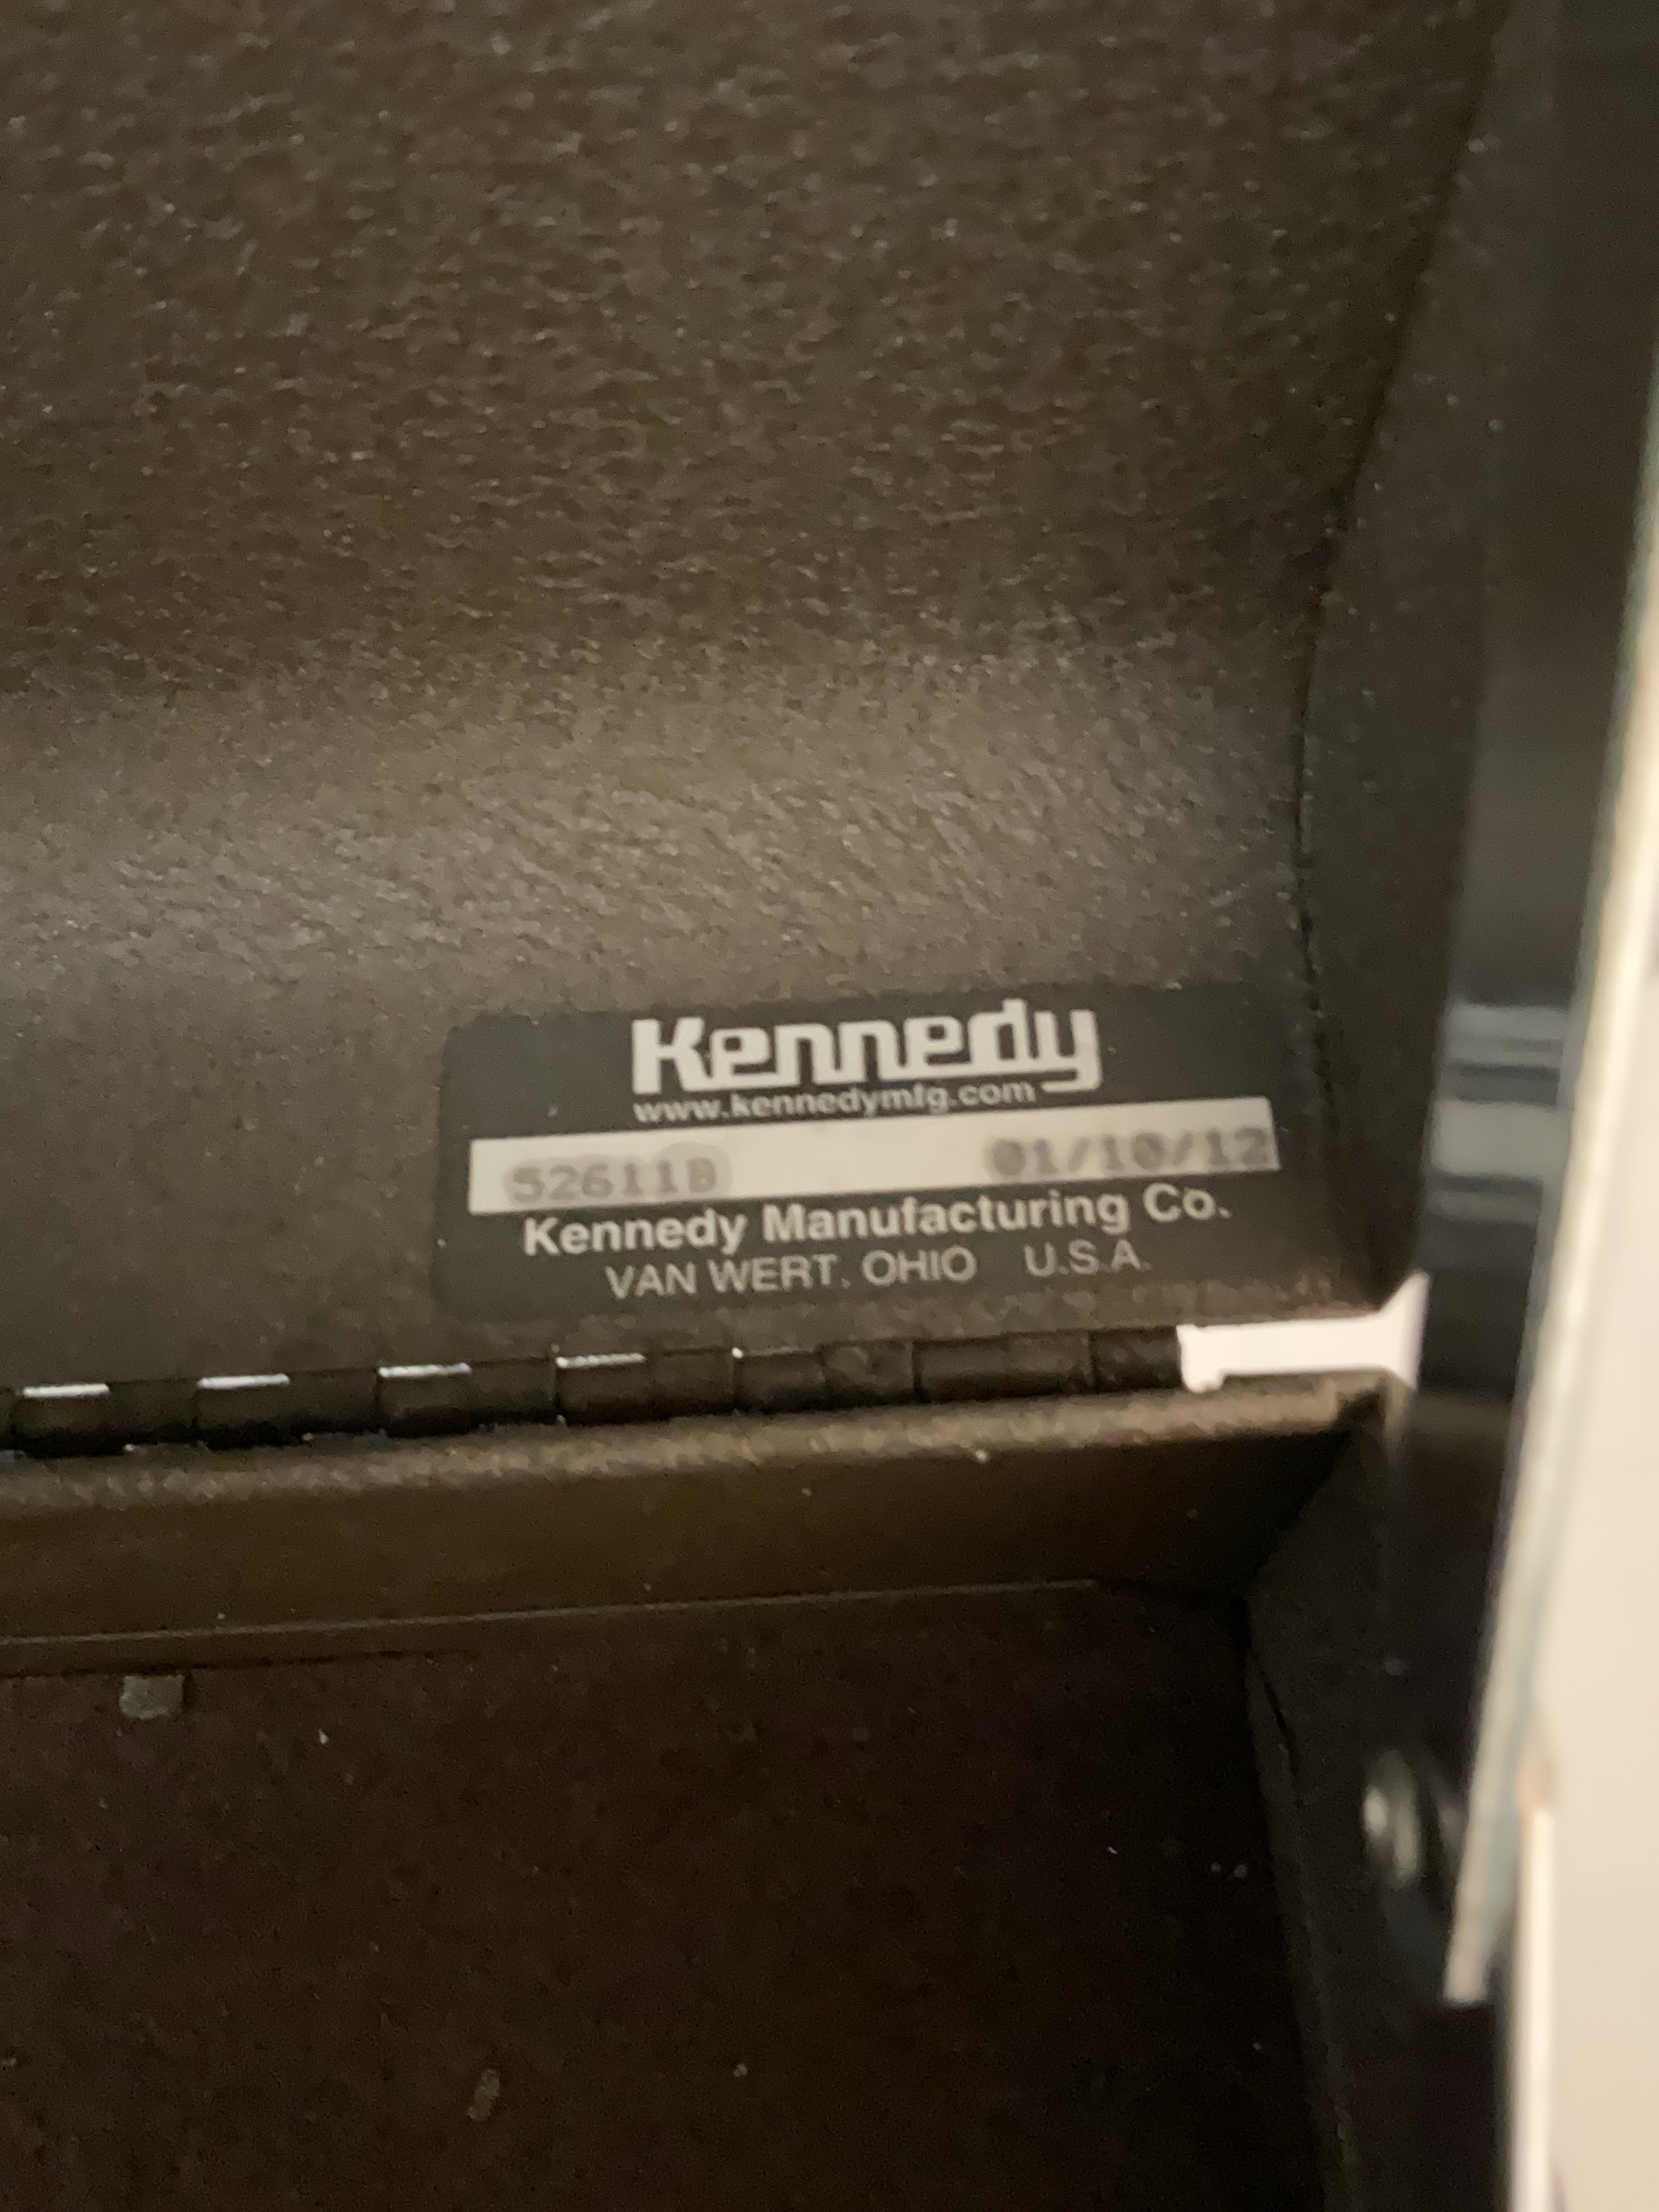 Kennedy
www.kennedymfg.com
52611B 01/10/12
Kennedy Manufacturing Co.
VAN WERT, OHIO U.S.A.